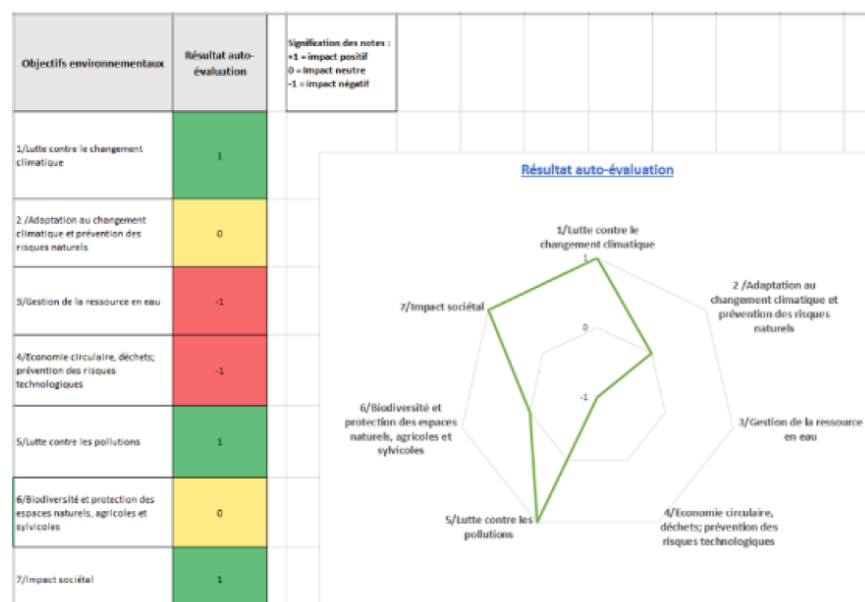 Objectifs environnementaux
Résultat auto-
évaluation
Signification des notes :
+1 = impact positif
0 = Impact neutre
-1 = impact négatif
1/Lutte contre le changement
climatique
1
2 /Adaptation au changement
climatique et prévention des
risques naturels
0
3/Gestion de la ressource en eau
-1
4/Economie circulaire, déchets;
prévention des risques
technologiques
-1
5/Lutte contre les pollutions
1
6/Biodiversité et protection des
espaces naturels, agricoles et
sylvicoles
0
7/Impact sociétal
1
Résultat auto-évaluation
1/Lutte contre le
changement climatique
1
0
-1
2 /Adaptation au
changement climatique et
prévention des risques
naturels
3/Gestion de la ressource
en eau
4/Economie circulaire,
déchets; prévention des
risques technologiques
5/Lutte contre les
pollutions
6/Biodiversité et
protection des espaces
naturels, agricoles et
sylvicoles
7/Impact sociétal